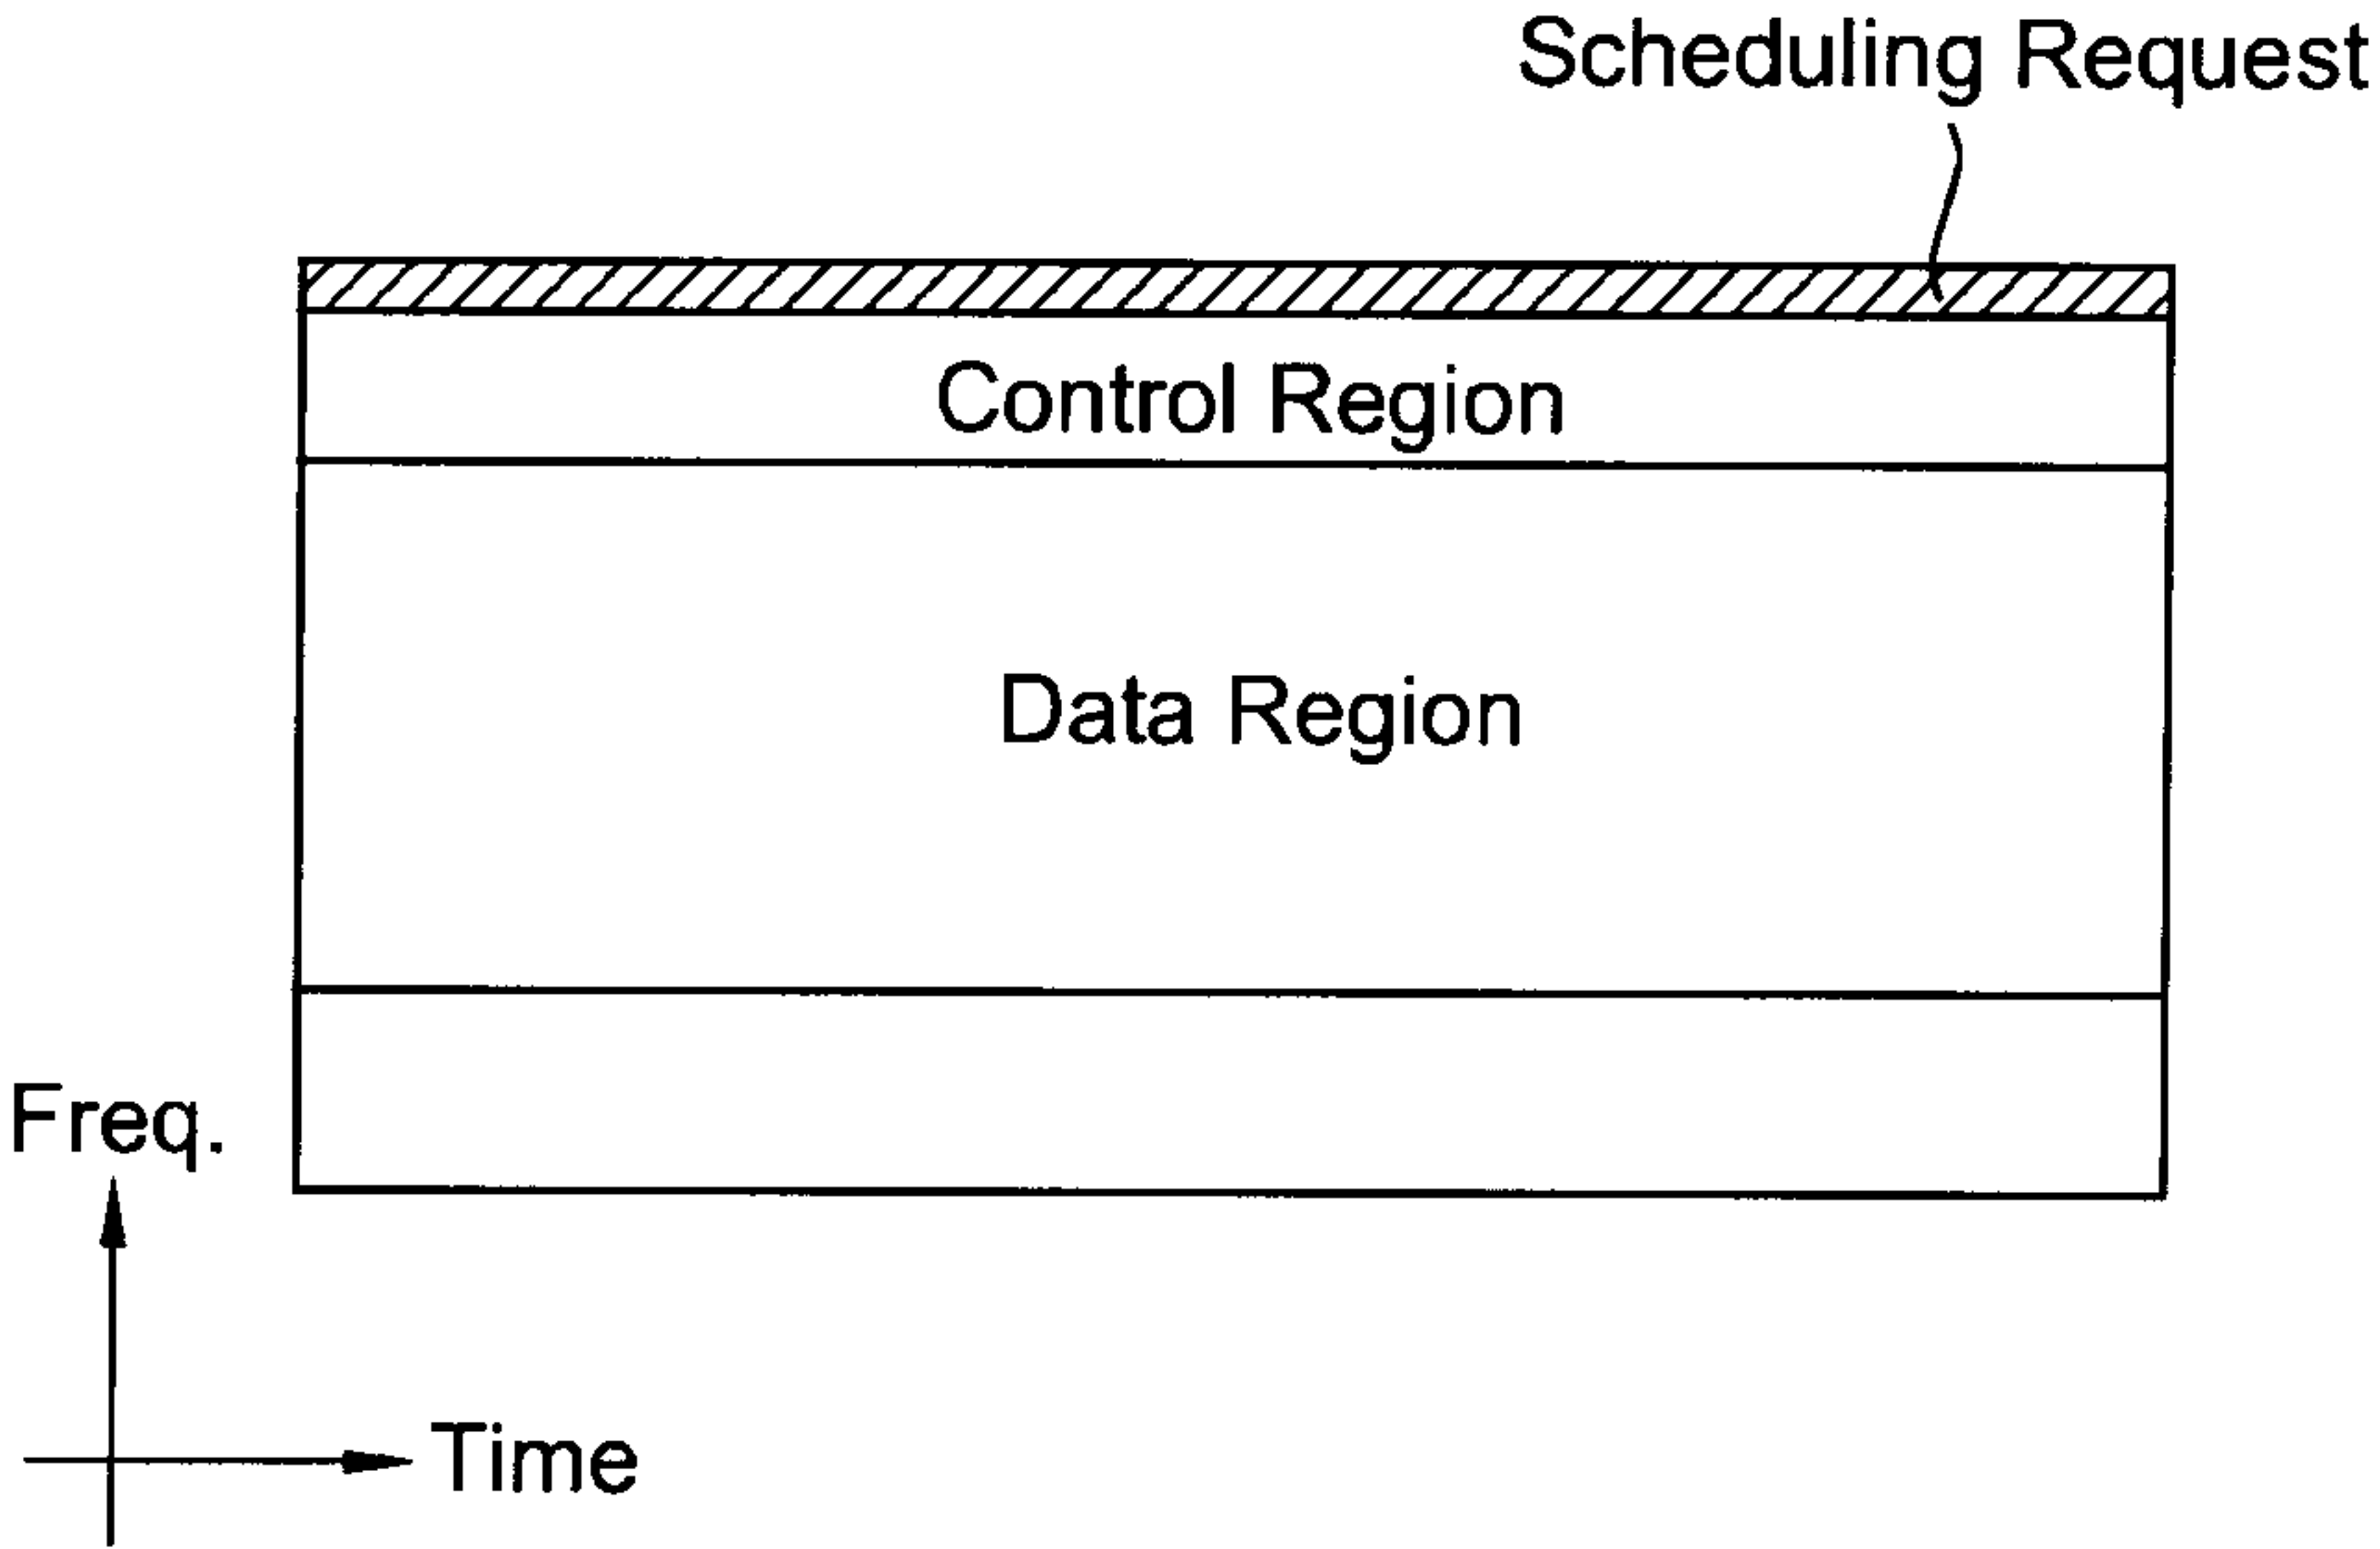 Scheduling Request
Control Region
Data Region
Freq.
Time